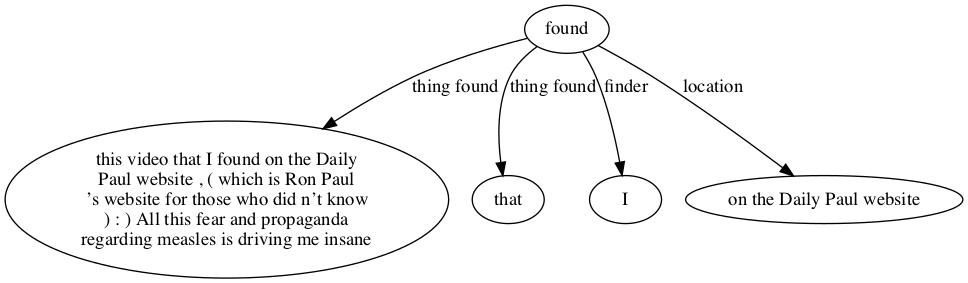 found
thing found
thing found
finder
location
this video that I found on the Daily
Paul website , ( which is Ron Paul
’s website for those who did n’t know
) : ) All this fear and propaganda
regarding measles is driving me insane
that
I
on the Daily Paul website